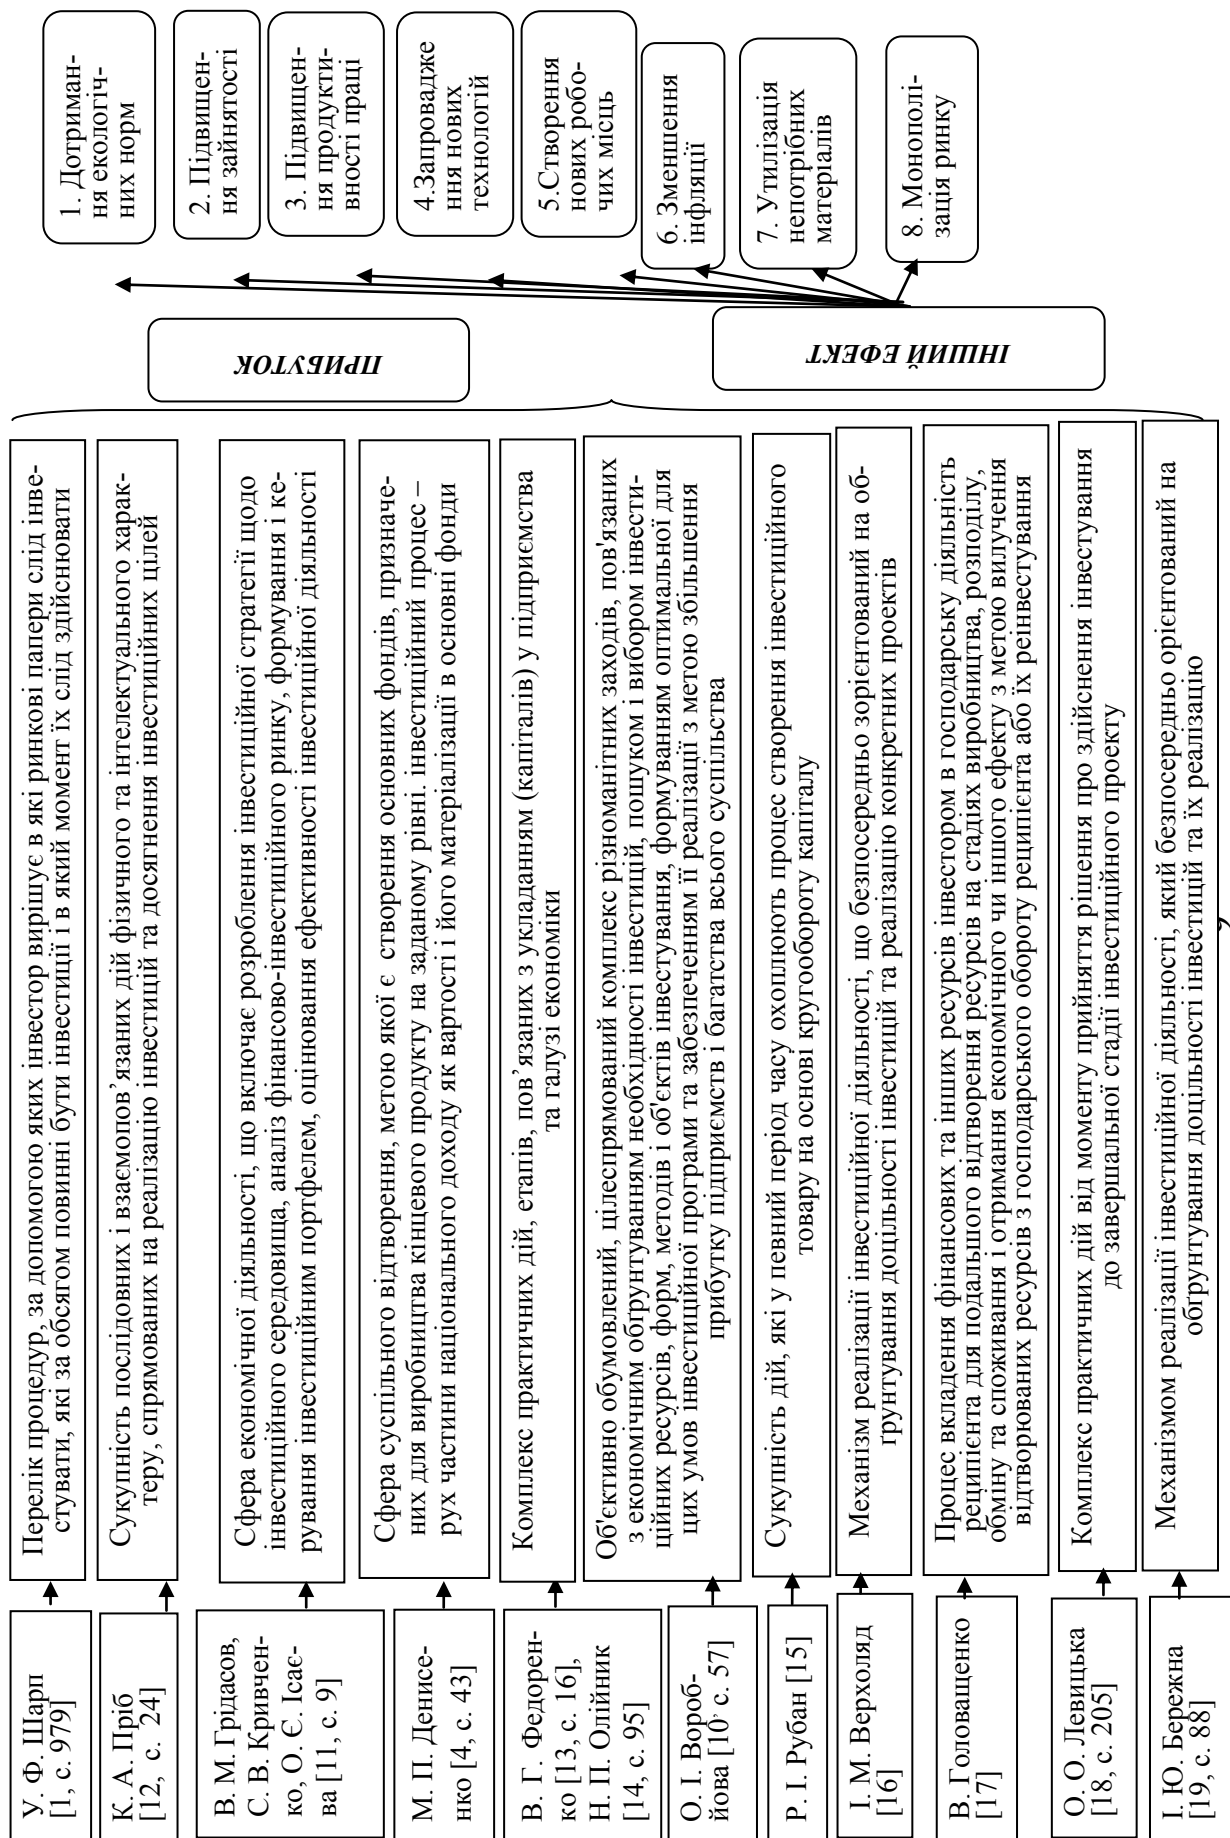 У. Ф. Шарп
[1, с. 979]
Перелік процедур, за допомогою яких інвестор вирішує в які ринкові папери слід інве-
стувати, які за обсягом повинні бути інвестиції і в який момент їх слід здійснювати
К. А. Пріб
[12, с. 24]
Сукупність послідовних і взаємопов’язаних дій фізичного та інтелектуального харак-
теру, спрямованих на реалізацію інвестицій та досягнення інвестиційних цілей
В. М. Грідасов,
С. В. Кривчен-
ко, О. Є. Ісає-
ва [11, с. 9]
Сфера економічної діяльності, що включає розроблення інвестиційної стратегії щодо
інвестиційного середовища, аналіз фінансово-інвестиційного ринку, формування і ке-
рування інвестиційним портфелем, оцінювання ефективності інвестиційної діяльності
М. П. Денисе-
нко [4, с. 43]
Сфера суспільного відтворення, метою якої є створення основних фондів, призначе-
них для виробництва кінцевого продукту на заданому рівні. інвестиційний процес –
рух частини національного доходу як вартості і його матеріалізації в основні фонди
В. Г. Федорен-
ко [13, с. 16],
Н. П. Олійник
[14, с. 95]
Комплекс практичних дій, етапів, пов’язаних з укладанням (капіталів) у підприємства
та галузі економіки
О. І. Вороб-
йова [10, с. 57]
Об'єктивно обумовлений, цілеспрямований комплекс різноманітних заходів, пов'язаних
з економічним обґрунтуванням необхідності інвестицій, пошуком і вибором інвести-
ційних ресурсів, форм, методів і об'єктів інвестування, формуванням оптимальної для
цих умов інвестиційної програми та забезпеченням її реалізації з метою збільшення
прибутку підприємств і багатства всього суспільства
Р. І. Рубан [15]
Сукупність дій, які у певний період часу охоплюють процес створення інвестиційного
товару на основі кругообороту капіталу
І. М. Верхоляд
[16]
Механізм реалізації інвестиційної діяльності, що безпосередньо зорієнтований на об-
ґрунтування доцільності інвестицій та реалізацію конкретних проектів
В. Головащенко
[17]
Процес вкладення фінансових та інших ресурсів інвестором в господарську діяльність
реципієнта для подальшого відтворення ресурсів на стадіях виробництва, розподілу,
обміну та споживання і отримання економічного чи іншого ефекту з метою вилучення
відтворюваних ресурсів з господарського обороту реципієнта або їх реінвестування
О. О. Левицька
[18, с. 205]
Комплекс практичних дій від моменту прийняття рішення про здійснення інвестування
до завершальної стадії інвестиційного проекту
І. Ю. Бережна
[19, с. 88]
Механізмом реалізації інвестиційної діяльності, який безпосередньо орієнтований на
обґрунтування доцільності інвестицій та їх реалізацію
ПРИБУТОК
ІНШИЙ ЕФЕКТ
1. Дотриман-
ня екологіч-
них норм
2. Підвищен-
ня зайнятості
3. Підвищен-
ня продукти-
вності праці
4.Запровадже
ння нових
технологій
5.Створення
нових робо-
чих місць
6. Зменшення
інфляції
7. Утилізація
непотрібних
матеріалів
8. Монополі-
зація ринку